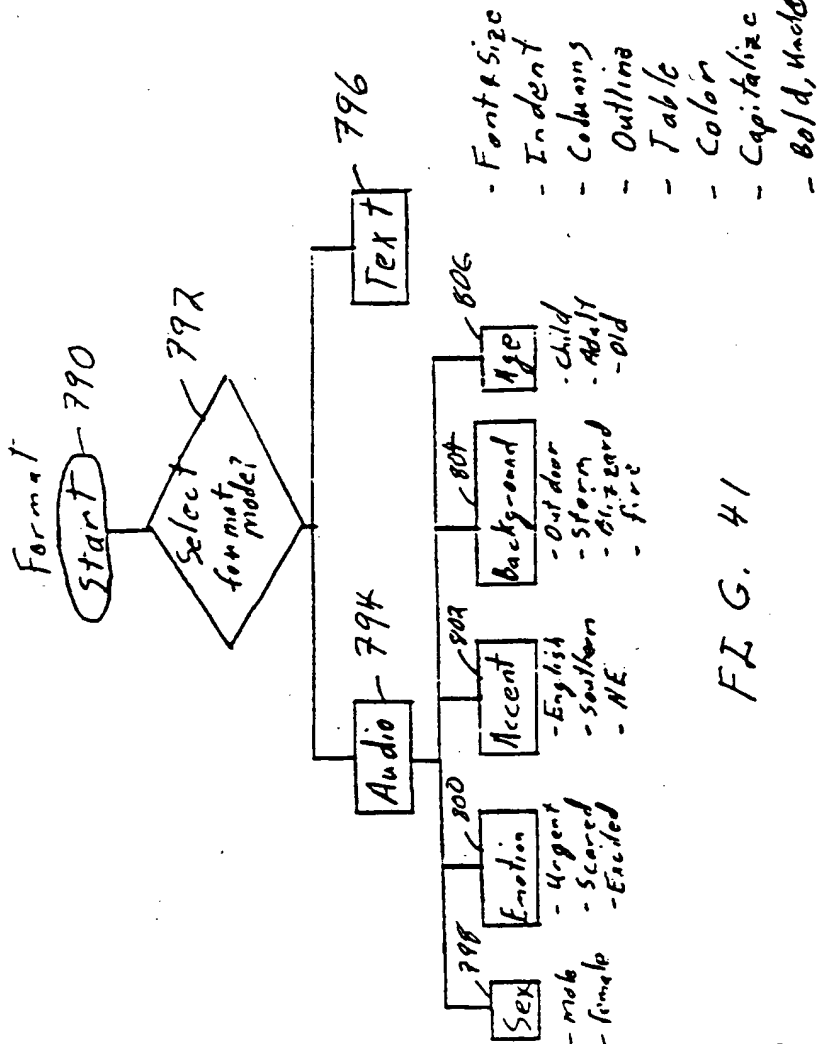 Format
Start 790
Select
format
mode?
792
Audio 794
Text 796
Sex
798
- male
- female
Emotion
800
- Urgent
- Scared
- Excited
Accent
802
- English
- Southern
- NE
Background
804
- Outdoor
- Storm
- Blizzard
- fire
Age
806
- Child
- Adult
- Old
- Font & Size
- Indent
- Columns
- Outline
- Table
- Color
- Capitalize
- Bold,
FIG. 41